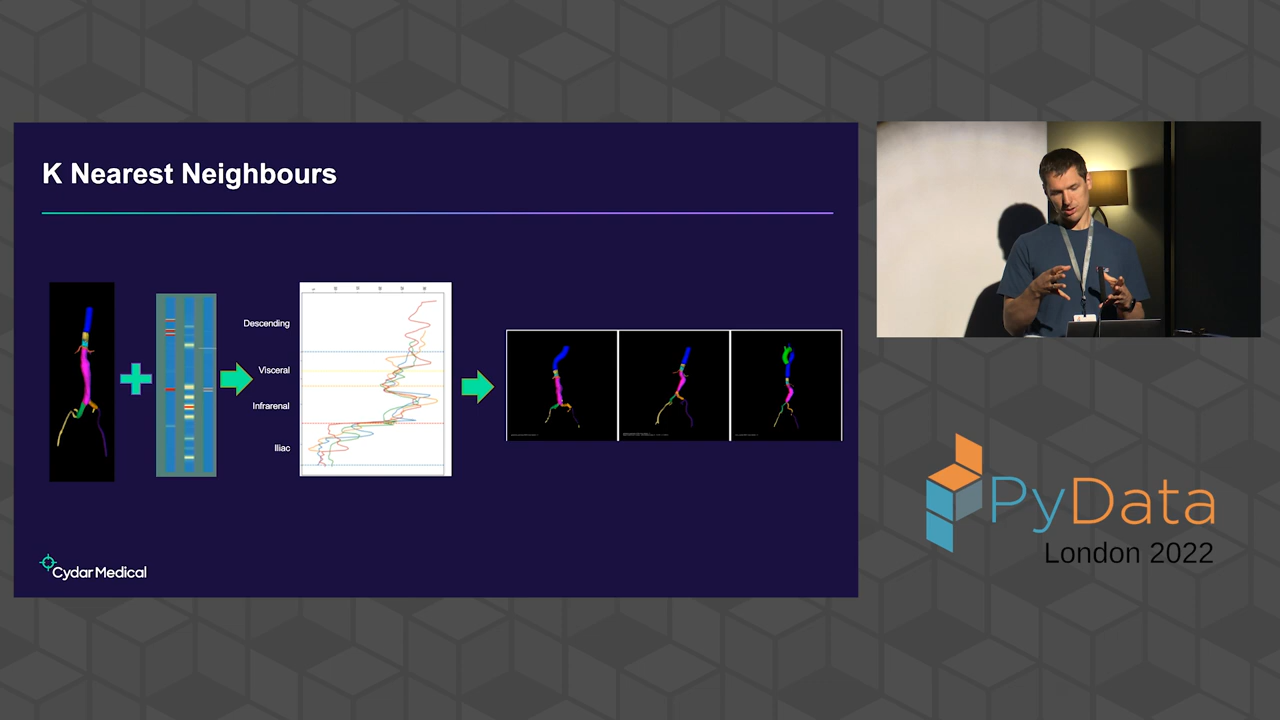 K Nearest Neighbours
Descending
Visceral
Infrarenal
Iliac
Cydar Medical
PyData
London 2022